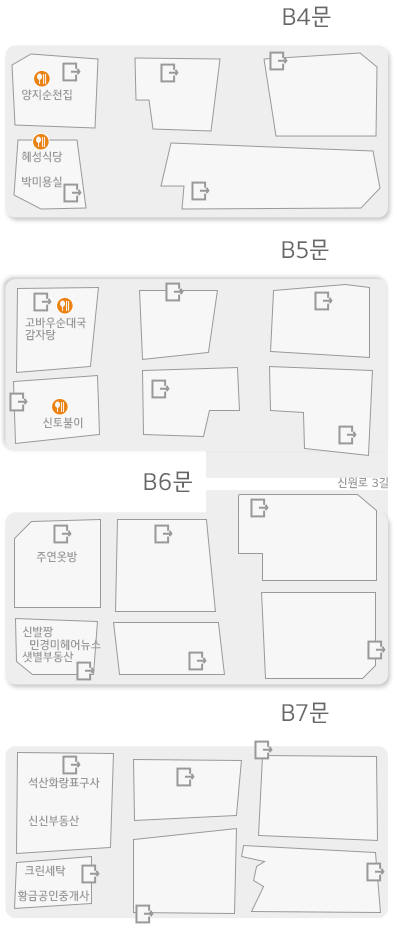 B4문
양지순천집
혜성식당
박미용실
B5문
고바우순대국
감자탕
신토불이
B6문
신원로 3길
주연옷방
신발짱
민경미헤어뉴스
샛별부동산
B7문
석산화랑표구사
신신부동산
크린세탁
황금공인중개사